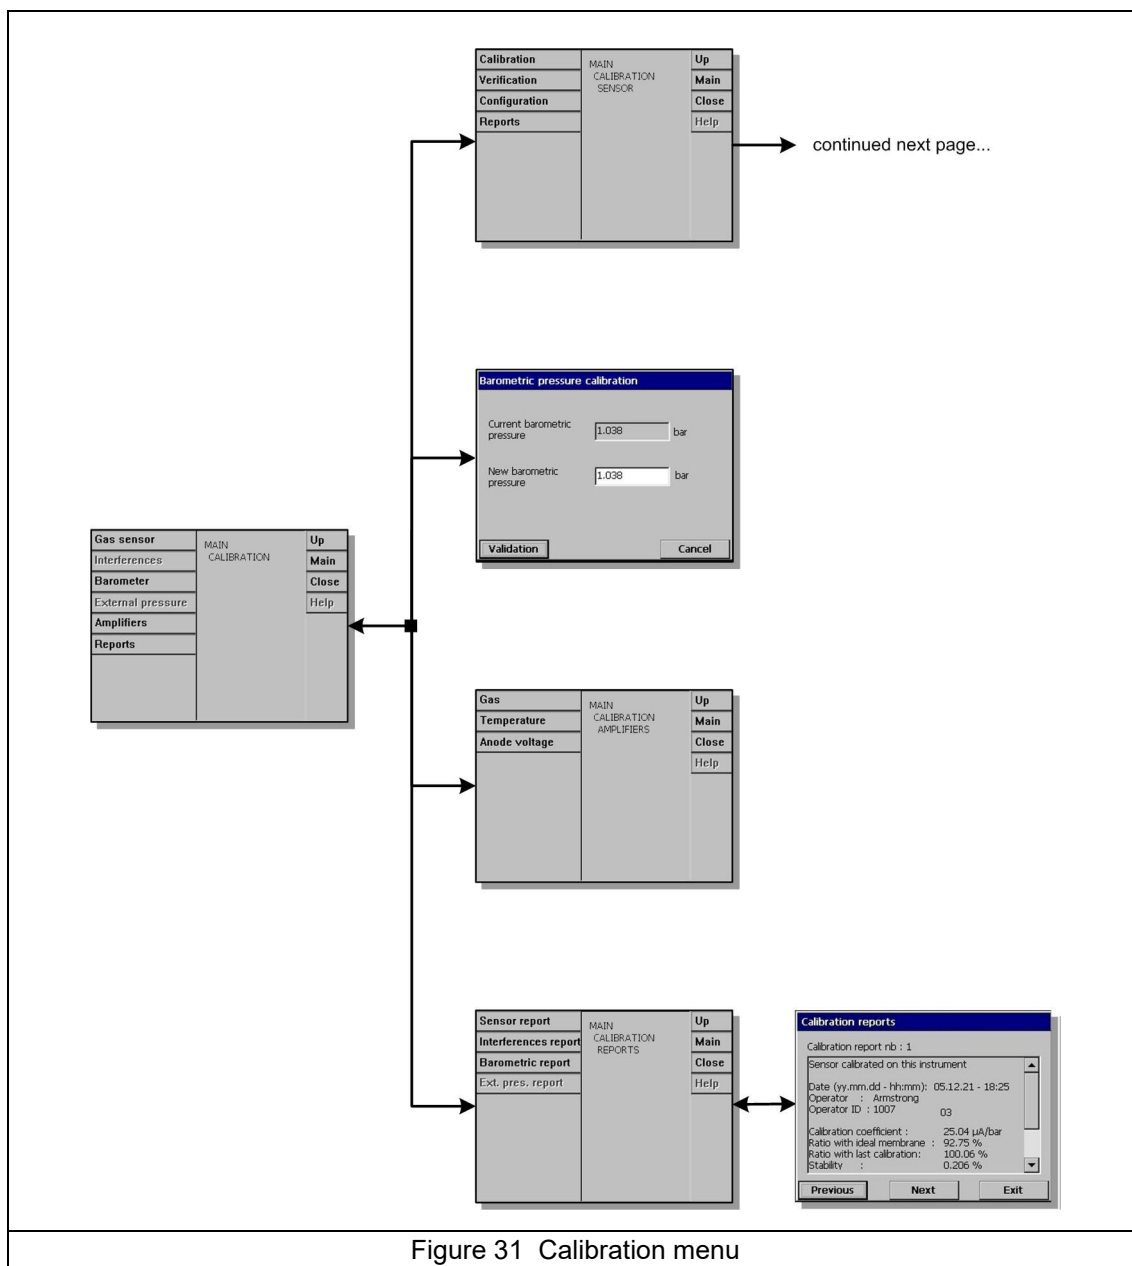 Calibration
Verification
Configuration
Reports
MAIN
CALIBRATION
SENSOR
Up
Main
Close
Help
continued next page...
Barometric pressure calibration
Current barometric
pressure
1.038
bar
New barometric
pressure
1.038
bar
Validation
Cancel
Gas sensor
Interferences
Barometer
External pressure
Amplifiers
Reports
MAIN
CALIBRATION
Up
Main
Close
Help
Gas
Temperature
Anode voltage
MAIN
CALIBRATION
AMPLIFIERS
Up
Main
Close
Help
Sensor report
Interferences report
Barometric report
Ext. pres. report
MAIN
CALIBRATION
REPORTS
Up
Main
Close
Help
Calibration reports
Calibration report nb : 1
Sensor calibrated on this instrument
Date (yy.mm.dd - hh:mm): 05.12.21 - 18:25
Operator : Armstrong
Operator ID : 1007 03
Calibration coefficient : 25.04 µA/bar
Ratio with ideal membrane : 92.75 %
Ratio with last calibration: 100.06 %
Stability : 0.206 %
Previous
Next
Exit
Figure 31 Calibration menu